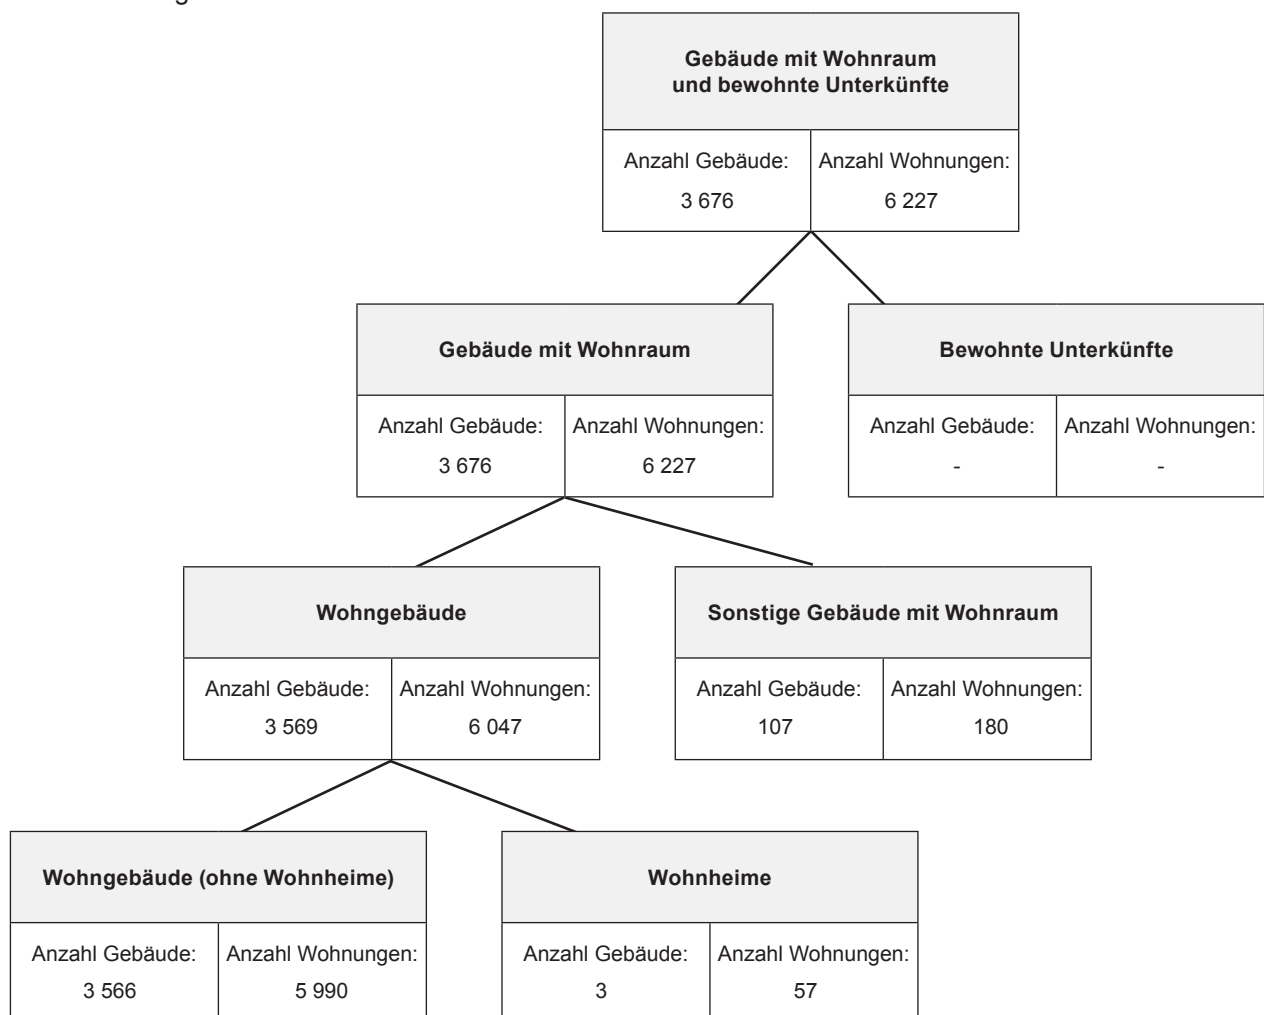 Gebäude mit Wohnraum
und bewohnte Unterkünfte
Anzahl Gebäude: Anzahl Wohnungen:
3 676 6 227
Gebäude mit Wohnraum
Anzahl Gebäude: Anzahl Wohnungen:
3 676 6 227
Bewohnte Unterkünfte
Anzahl Gebäude: Anzahl Wohnungen:
- -
Wohngebäude
Anzahl Gebäude: Anzahl Wohnungen:
3 569 6 047
Sonstige Gebäude mit Wohnraum
Anzahl Gebäude: Anzahl Wohnungen:
107 180
Wohngebäude (ohne Wohnheime)
Anzahl Gebäude: Anzahl Wohnungen:
3 566 5 990
Wohnheime
Anzahl Gebäude: Anzahl Wohnungen:
3 57